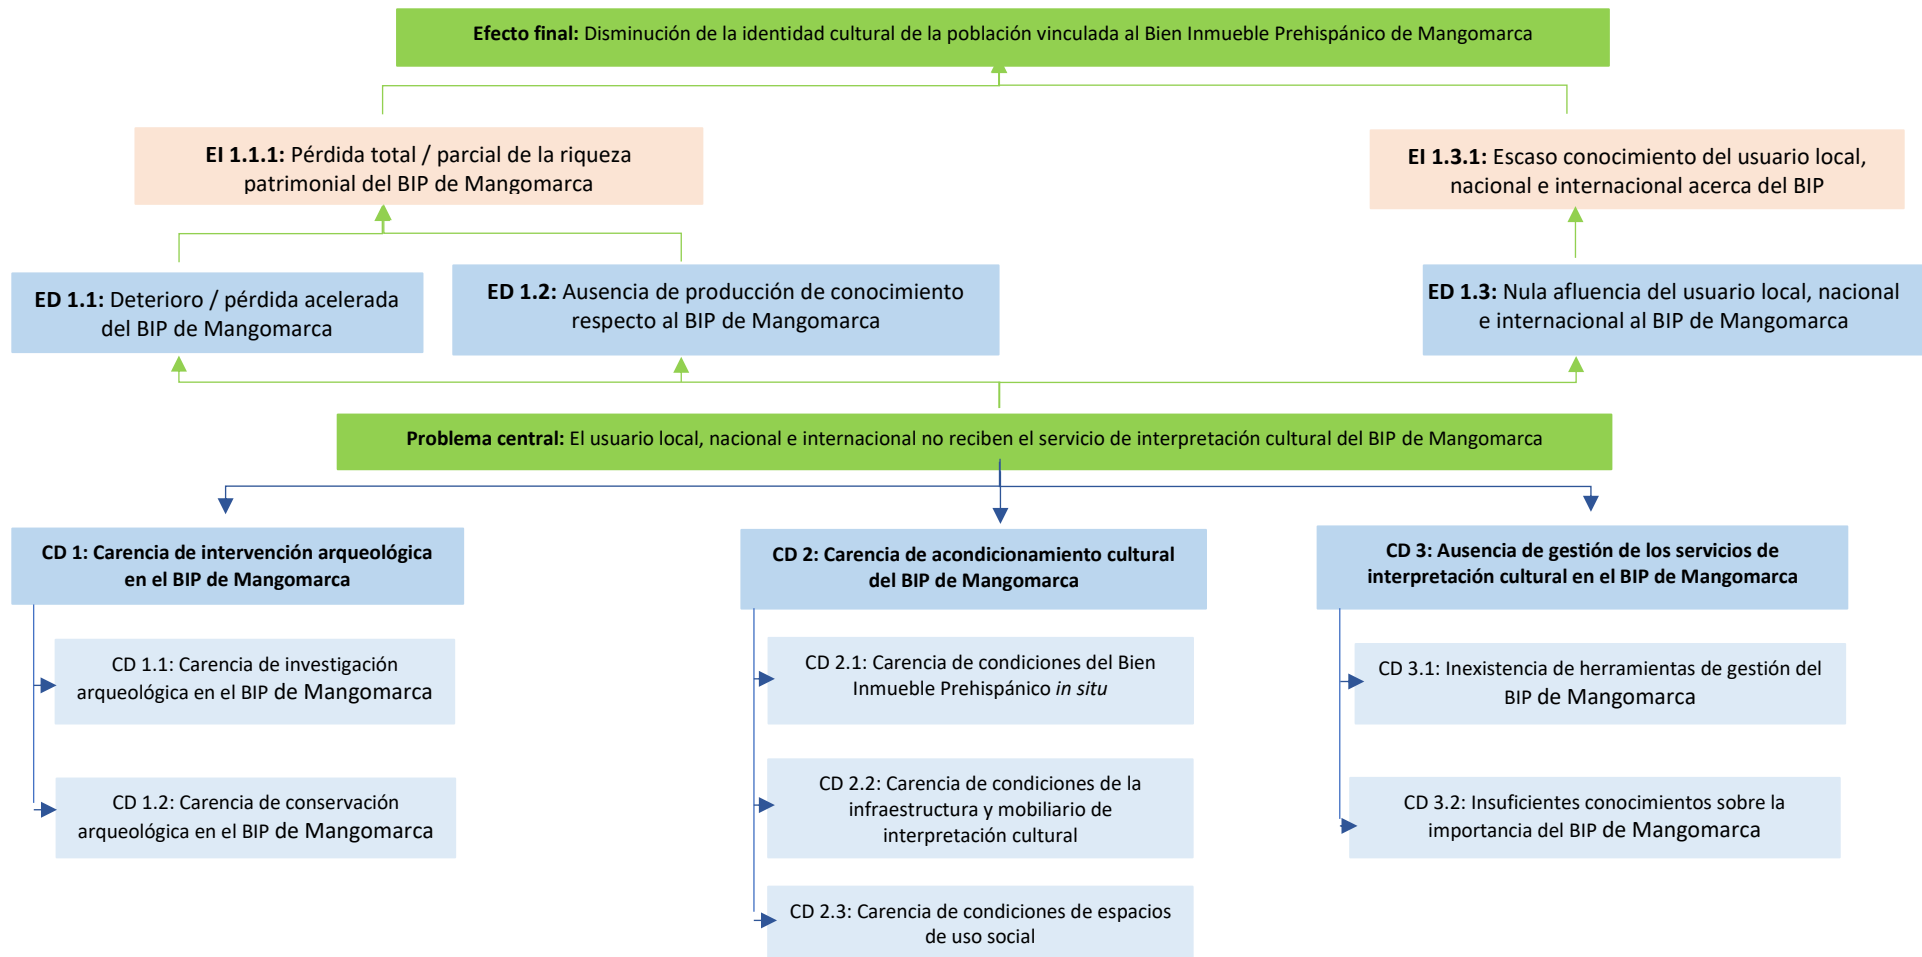 Efecto final: Disminución de la identidad cultural de la población vinculada al Bien Inmueble Prehispánico de Mangomarca
EI 1.1.1: Pérdida total / parcial de la riqueza
patrimonial del BIP de Mangomarca
EI 1.3.1: Escaso conocimiento del usuario local,
nacional e internacional acerca del BIP
ED 1.1: Deterioro / pérdida acelerada
del BIP de Mangomarca
ED 1.2: Ausencia de producción de conocimiento
respecto al BIP de Mangomarca
ED 1.3: Nula afluencia del usuario local, nacional
e internacional al BIP de Mangomarca
Problema central: El usuario local, nacional e internacional no reciben el servicio de interpretación cultural del BIP de Mangomarca
CD 1: Carencia de intervención arqueológica
en el BIP de Mangomarca
CD 1.1: Carencia de investigación
arqueológica en el BIP de Mangomarca
CD 1.2: Carencia de conservación
arqueológica en el BIP de Mangomarca
CD 2: Carencia de acondicionamiento cultural
del BIP de Mangomarca
CD 2.1: Carencia de condiciones del Bien
Inmueble Prehispánico in situ
CD 2.2: Carencia de condiciones de la
infraestructura y mobiliario de
interpretación cultural
CD 2.3: Carencia de condiciones de espacios
de uso social
CD 3: Ausencia de gestión de los servicios de
interpretación cultural en el BIP de Mangomarca
CD 3.1: Inexistencia de herramientas de gestión del
BIP de Mangomarca
CD 3.2: Insuficientes conocimientos sobre la
importancia del BIP de Mangomarca